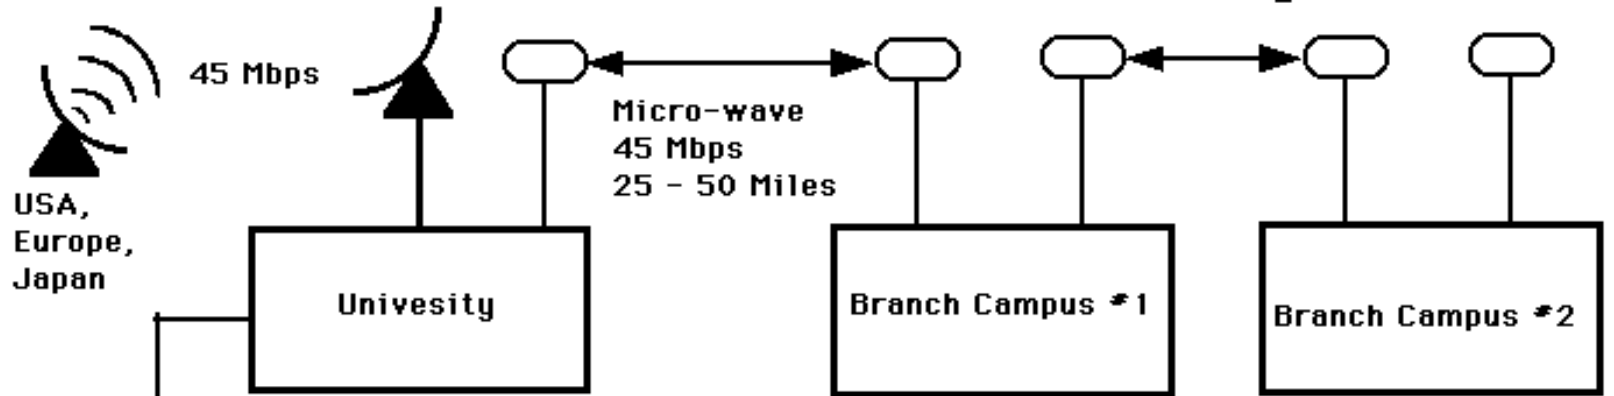 45 Mbps
Micro-wave
45 Mbps
25 - 50 Miles
USA,
Europe,
Japan
Univesity
Branch Campus #1
Branch Campus #2